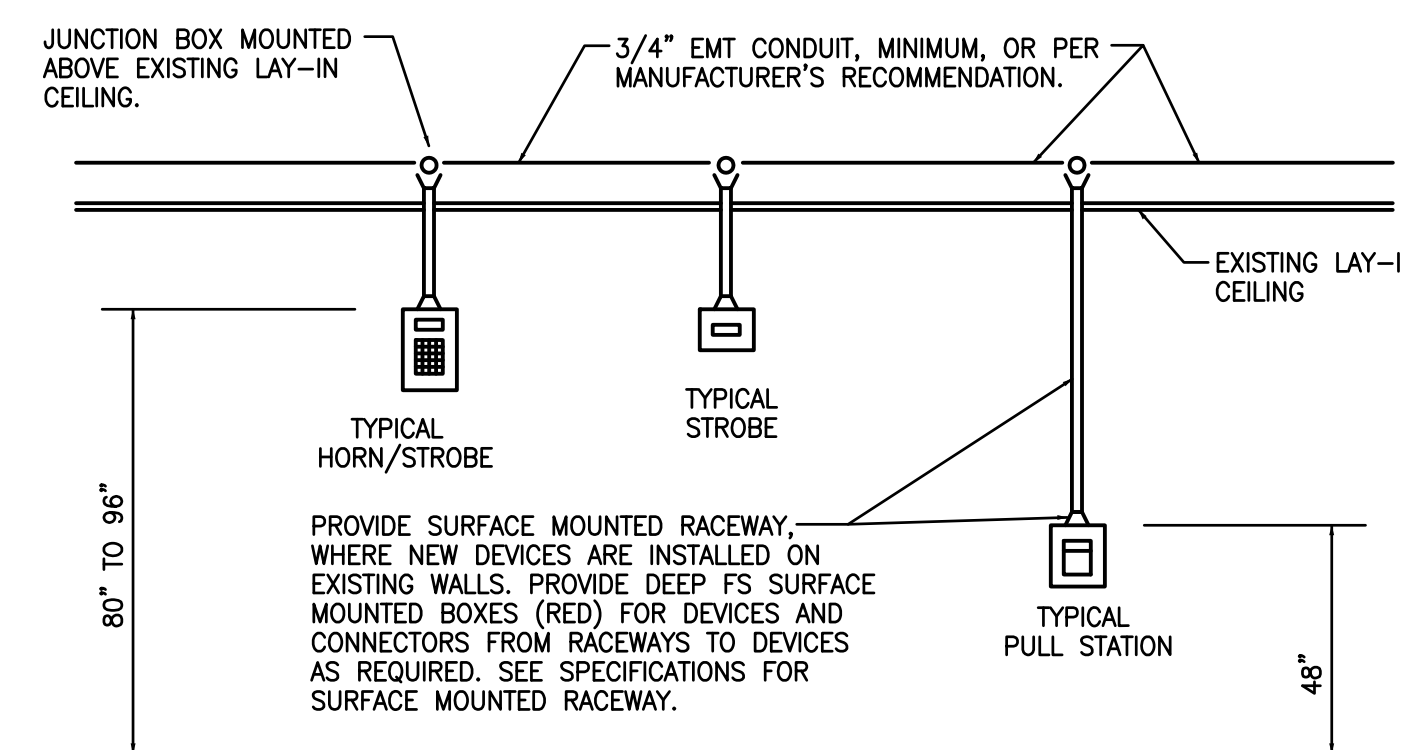 JUNCTION BOX MOUNTED
ABOVE EXISTING LAY-IN
CEILING.
3/4" EMT CONDUIT, MINIMUM, OR PER
MANUFACTURER'S RECOMMENDATION.
EXISTING LAY-I
CEILING
TYPICAL
HORN/STROBE
TYPICAL
STROBE
80" TO 96"
PROVIDE SURFACE MOUNTED RACEWAY,
WHERE NEW DEVICES ARE INSTALLED ON
EXISTING WALLS. PROVIDE DEEP FS SURFACE
MOUNTED BOXES (RED) FOR DEVICES AND
CONNECTORS FROM RACEWAYS TO DEVICES
AS REQUIRED. SEE SPECIFICATIONS FOR
SURFACE MOUNTED RACEWAY.
TYPICAL
PULL STATION
48"